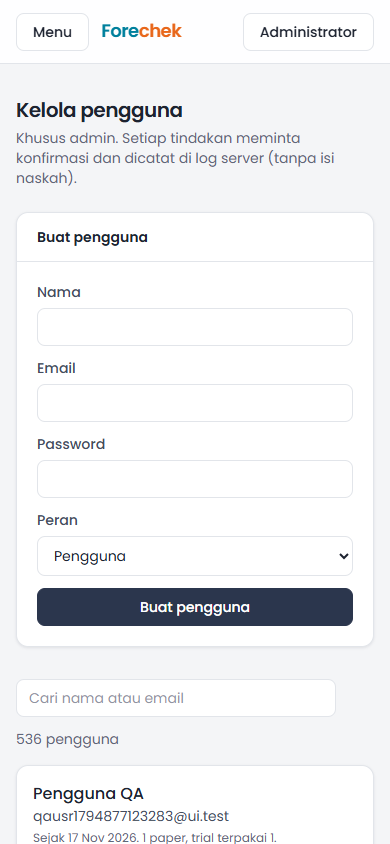 Menu
Forechek
Administrator
Kelola pengguna
Khusus admin. Setiap tindakan meminta
konfirmasi dan dicatat di log server (tanpa isi
naskah).
Buat pengguna
Nama
Email
Password
Peran
Pengguna
Buat pengguna
Cari nama atau email
536 pengguna
Pengguna QA
qausr1794877123283@ui.test
Sejak 17 Nov 2026. 1 paper, trial terpakai 1.